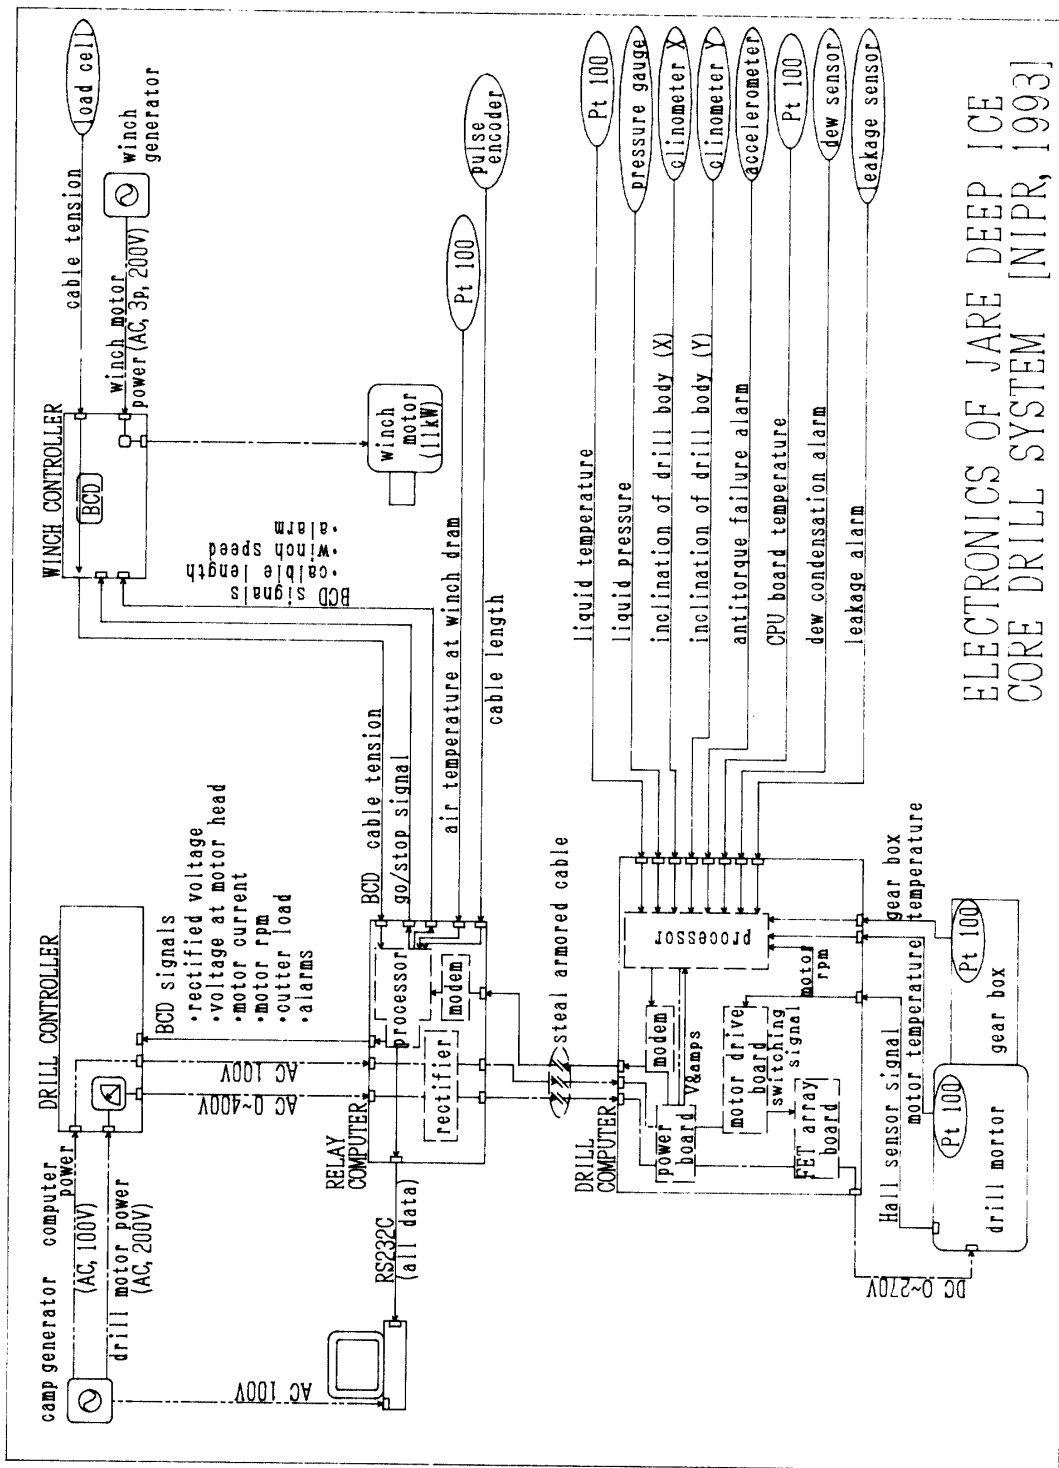 camp generator
computer
power
(AC, 100V)
drill motor power
(AC, 200V)
AC 100V
DRILL CONTROLLER
BCD signals
•rectified voltage
•voltage at motor head
•motor current
•motor rpm
•cutter load
•alarms
AC 100V
AC 0~400V
WINCH CONTROLLER
BCD
load cell
cable tension
winch
generator
winch motor
power(AC, 3p, 200V)
winch
motor
(11kW)
BCD signals
•caible length
•winch speed
•alarm
RS232C
(all data)
RELAY
COMPUTER
processor
modem
rectifier
BCD
cable tension
go/stop signal
air temperature at winch dram
Pt 100
cable length
pulse
encoder
steal armored cable
DRILL
COMPUTER
processor
modem
V&amps
power
board
motor drive
board
switching
signal
FET array
board
motor
rpm
liquid temperature
Pt 100
liquid pressure
pressure gauge
inclination of drill body (X)
clinometer X
inclination of drill body (Y)
clinometer Y
antitorque failure alarm
accelerometer
CPU board temperature
Pt 100
dew condensation alarm
dew sensor
leakage alarm
leakage sensor
DC 0~270V
Hall sensor signal
motor temperature
gear box
temperature
Pt 100
drill mortor
Pt 100
gear box
ELECTRONICS OF JARE DEEP ICE
CORE DRILL SYSTEM [NIPR, 1993]